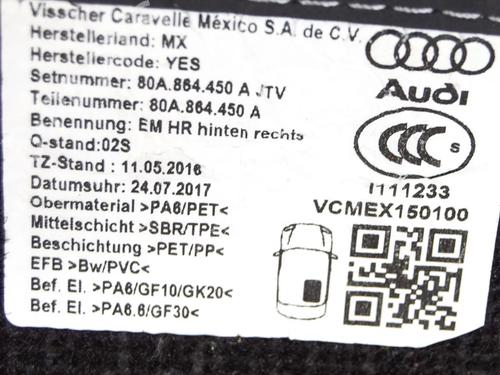 Visscher Caravelle México S.A. de C.V.
Herstellerland: MX
Herstellercode: YES
Setnummer: 80A.864.450 A JTV
Teilenummer: 80A.864.450 A
Benennung: EM HR hinten rechts
Q-stand:02S
TZ-Stand : 11.05.2016
Datumsuhr: 24.07.2017
Obermaterial >PA6/PET<
Mittelschicht >SBR/TPE<
Beschichtung >PET/PP<
EFB >Bw/PVC<
Bef. El. >PA6/GF10/GK20<
Bef. El. >PA6.6/GF30<
Audi
CCC S
I111233
VCMEX150100